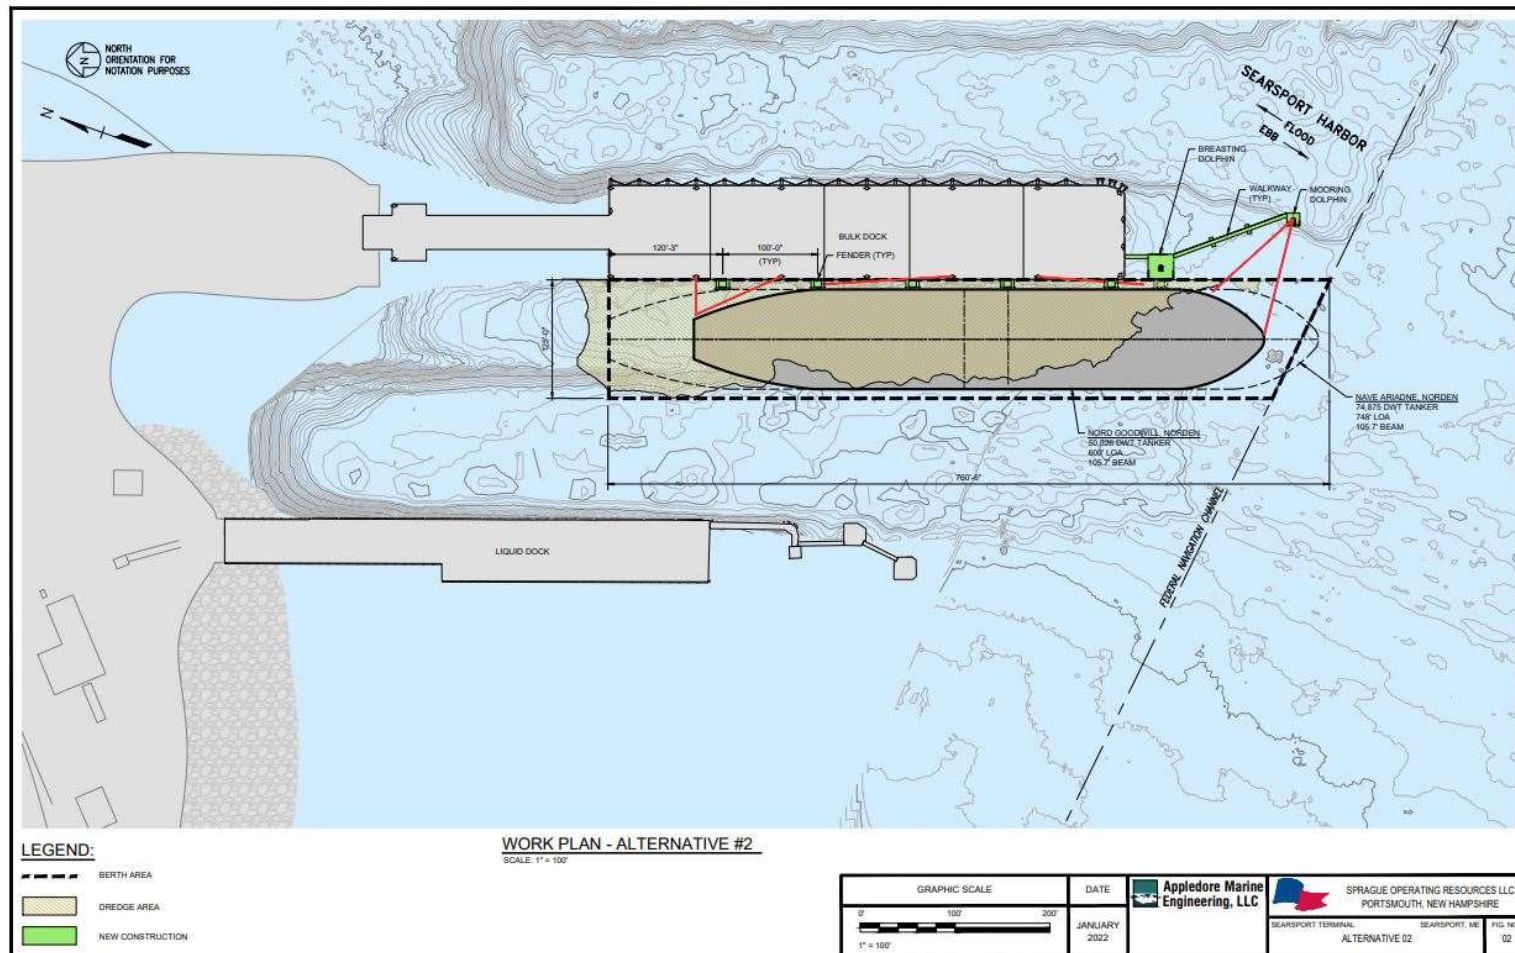 NORTH
ORIENTATION FOR
NOTATION PURPOSES
N
N
SEARSPORT HARBOR
FLOOD
EBB
BREASTING
DOLPHIN
WALKWAY
(TYP)
MOORING
DOLPHIN
BULK DOCK
120'-3"
100'-0"
(TYP)
FENDER (TYP)
125'-0"
NAVE ARIADNE, NORDEN
74,875 DWT TANKER
748' LOA
105.7' BEAM
NORD GOODWILL, NORDEN
50,326 DWT TANKER
600' LOA
105.7' BEAM
760'-6"
FEDERAL NAVIGATION CHANNEL
LIQUID DOCK
WORK PLAN - ALTERNATIVE #2
SCALE: 1" = 100'
LEGEND:
BERTH AREA
DREDGE AREA
NEW CONSTRUCTION
GRAPHIC SCALE
0' 100' 200'
1" = 100'
DATE
JANUARY
2022
Appledore Marine
Engineering, LLC
SPRAGUE OPERATING RESOURCES LLC
PORTSMOUTH, NEW HAMPSHIRE
SEARSPORT TERMINAL SEARSPORT, ME
ALTERNATIVE 02
FIG. NO
02